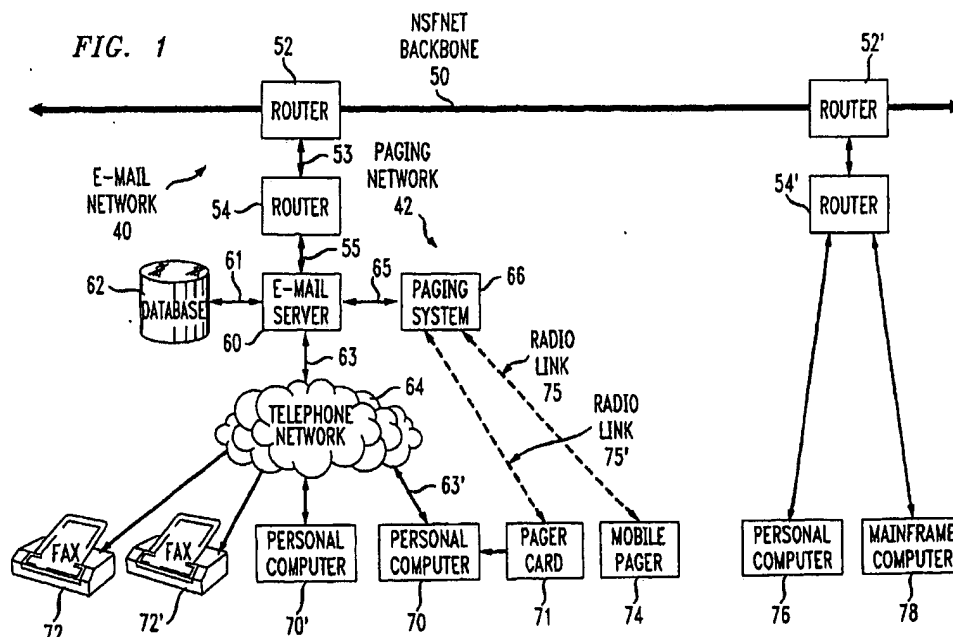 FIG. 1
NSFNET
BACKBONE
50
52
52'
ROUTER
ROUTER
53
E-MAIL
NETWORK
40
PAGING
NETWORK
42
54
ROUTER
54'
ROUTER
55
62
DATABASE
61
E-MAIL
SERVER
60
65
PAGING
SYSTEM
66
63
64
TELEPHONE
NETWORK
RADIO
LINK
75
RADIO
LINK
75'
63'
FAX
72
FAX
72'
PERSONAL
COMPUTER
70'
PERSONAL
COMPUTER
70
PAGER
CARD
71
MOBILE
PAGER
74
PERSONAL
COMPUTER
76
MAINFRAME
COMPUTER
78